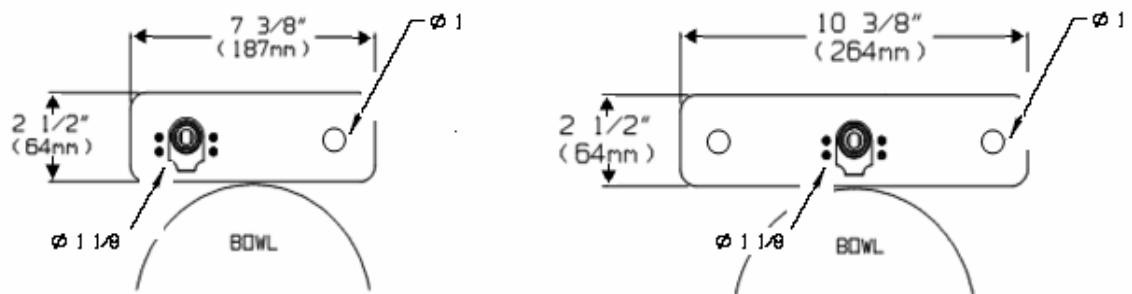 7 3/8"
(187mm)
ϕ 1
2 1/2"
(64mm)
ϕ 1 1/8
BOWL
10 3/8"
(264mm)
ϕ 1
2 1/2"
(64mm)
ϕ 1 1/8
BOWL